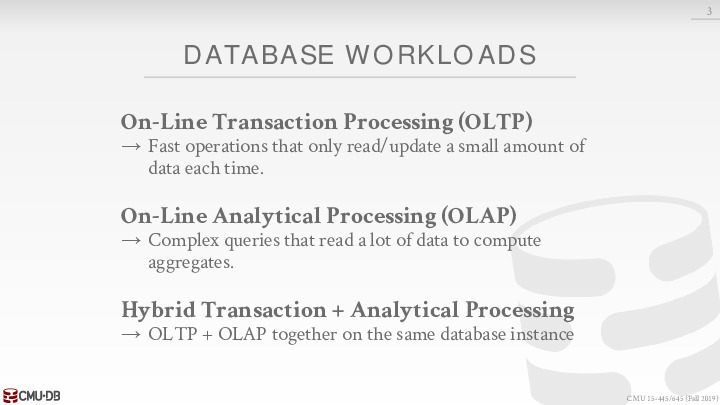 3
DATABASE WORKLOADS
On-Line Transaction Processing (OLTP)
→ Fast operations that only read/update a small amount of
data each time.
On-Line Analytical Processing (OLAP)
→ Complex queries that read a lot of data to compute
aggregates.
Hybrid Transaction + Analytical Processing
→ OLTP + OLAP together on the same database instance
CMU·DB
CMU 15-445/645 (Fall 2019)